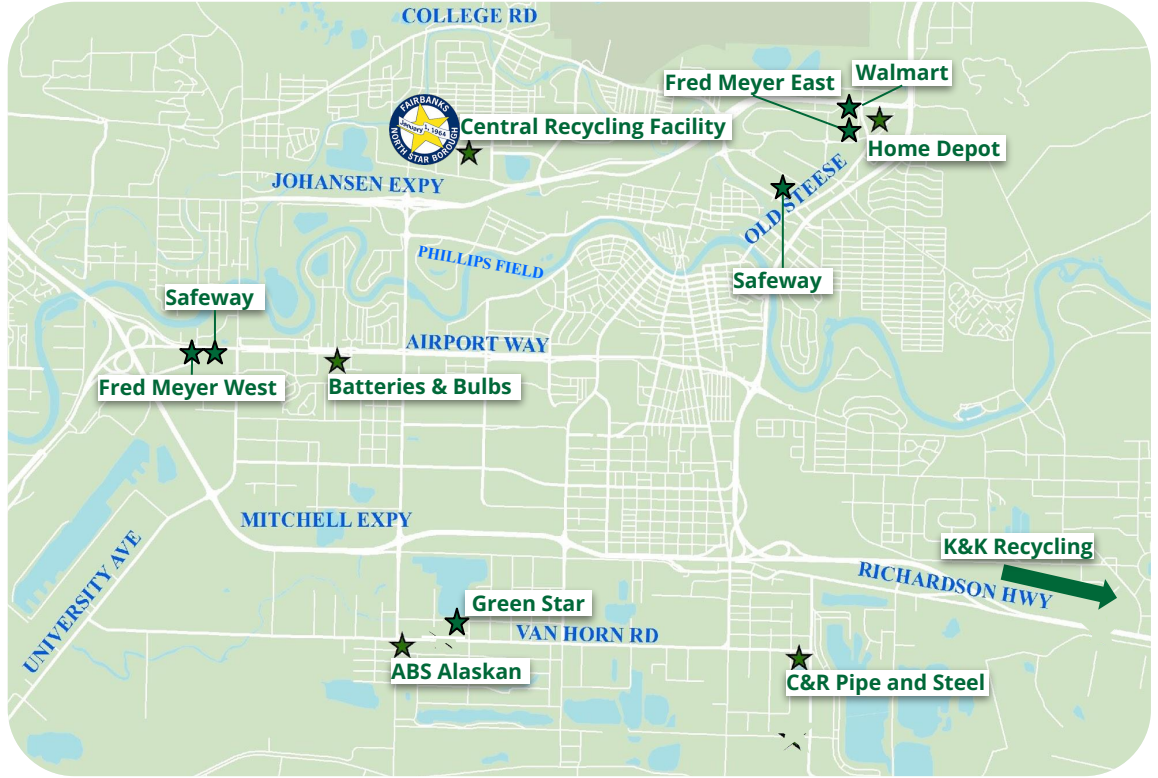 COLLEGE RD
Walmart
Fred Meyer East
FAIRBANKS
January 1, 1964
NORTH STAR BOROUGH
Central Recycling Facility
Home Depot
JOHANSEN EXPY
OLD STEESE
PHILLIPS FIELD
Safeway
Safeway
AIRPORT WAY
Fred Meyer West
Batteries & Bulbs
MITCHELL EXPY
K&K Recycling
UNIVERSITY AVE
RICHARDSON HWY
Green Star
VAN HORN RD
ABS Alaskan
C&R Pipe and Steel